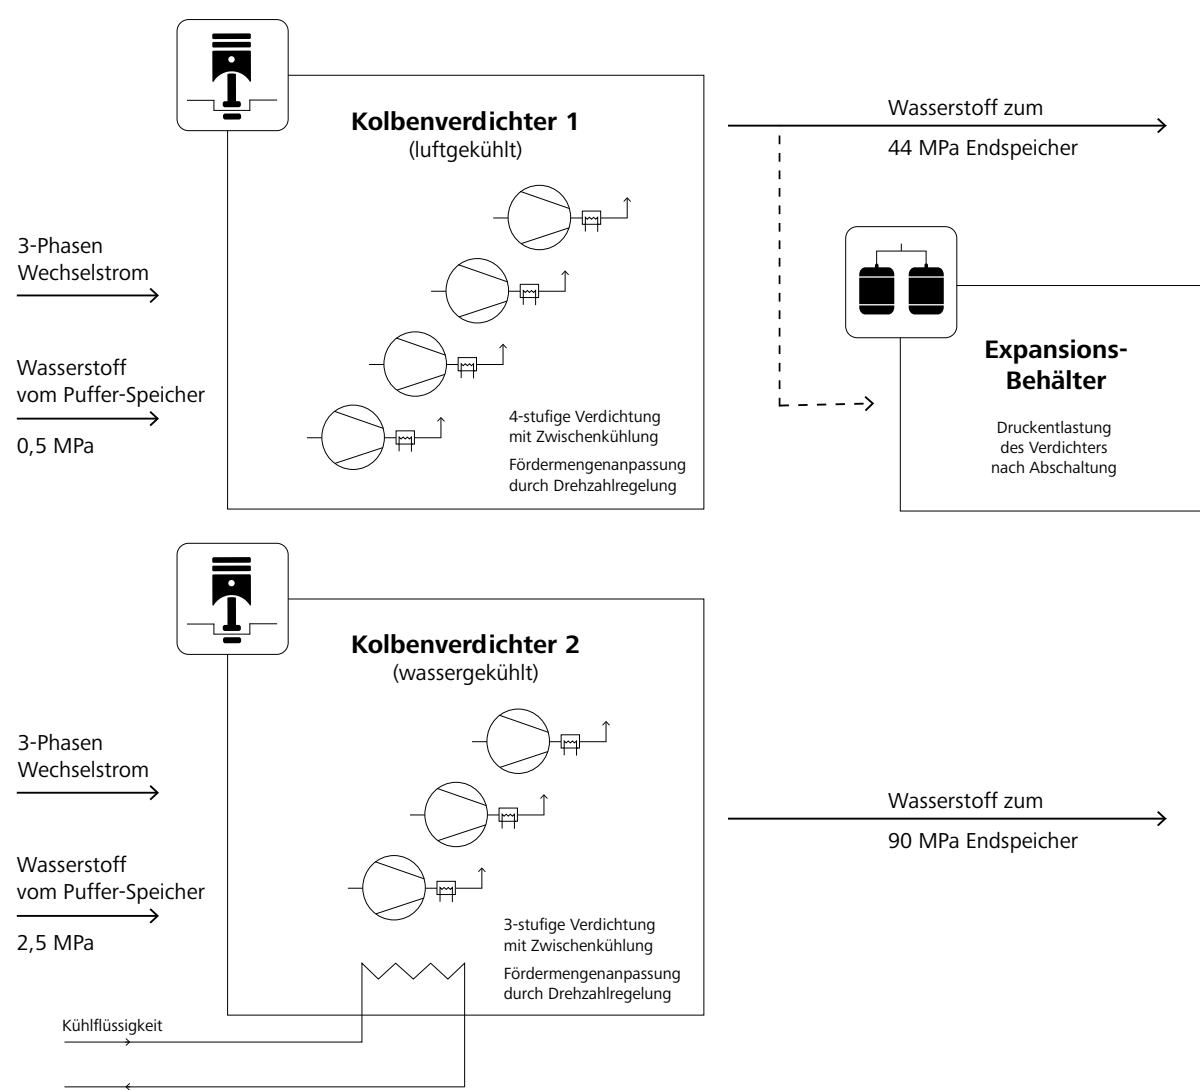 Kolbenverdichter 1
(luftgekühlt)
3-Phasen
Wechselstrom
Wasserstoff
vom Puffer-Speicher
0,5 MPa
4-stufige Verdichtung
mit Zwischenkühlung
Fördermengenanpassung
durch Drehzahlregelung
Wasserstoff zum
44 MPa Endspeicher
Expansions-
Behälter
Druckentlastung
des Verdichters
nach Abschaltung
Kolbenverdichter 2
(wassergekühlt)
3-Phasen
Wechselstrom
Wasserstoff
vom Puffer-Speicher
2,5 MPa
3-stufige Verdichtung
mit Zwischenkühlung
Fördermengenanpassung
durch Drehzahlregelung
Kühlflüssigkeit
Wasserstoff zum
90 MPa Endspeicher